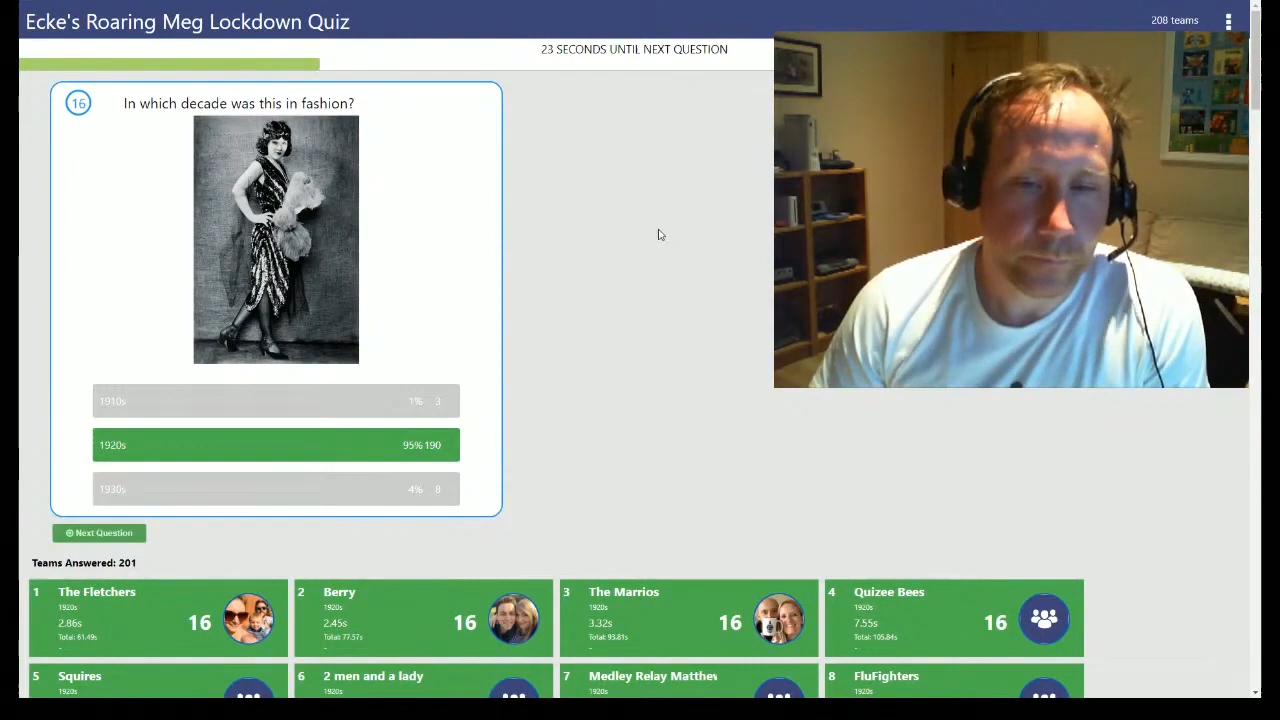 Ecke's Roaring Meg Lockdown Quiz
208 teams
23 SECONDS UNTIL NEXT QUESTION
16 In which decade was this in fashion?
1910s 1% 3
1920s 95% 190
1930s 4% 8
Next Question
Teams Answered: 201
1 The Fletchers
1920s
2.86s
Total: 61.49s
16
2 Berry
1920s
2.45s
Total: 77.57s
16
3 The Marrios
1920s
3.32s
Total: 93.81s
16
4 Quizee Bees
1920s
7.55s
Total: 105.84s
16
5 Squires
1920s
6 2 men and a lady
1920s
7 Medley Relay Matthev
1920s
8 FluFighters
1920s